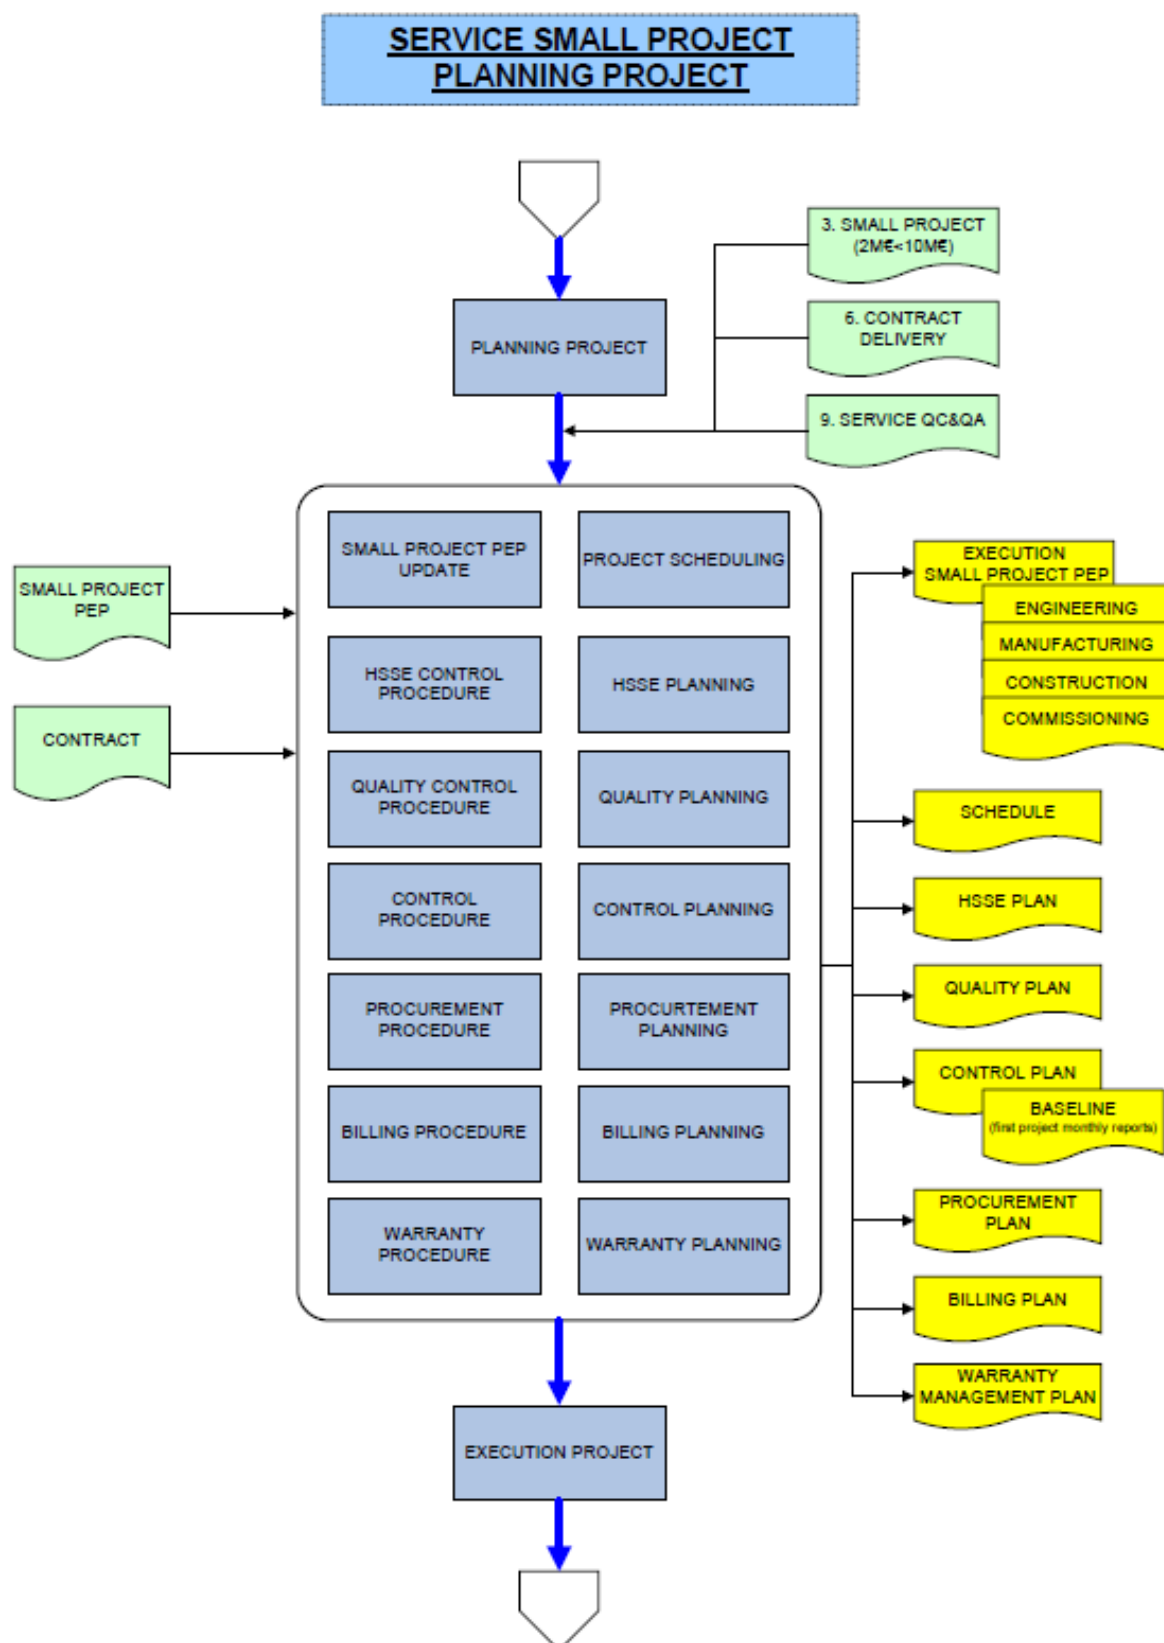 SERVICE SMALL PROJECT
PLANNING PROJECT
3. SMALL PROJECT
(2M€<10M€)
PLANNING PROJECT
6. CONTRACT
DELIVERY
9. SERVICE QC&QA
SMALL PROJECT
PEP
CONTRACT
SMALL PROJECT PEP
UPDATE
PROJECT SCHEDULING
HSSE CONTROL
PROCEDURE
HSSE PLANNING
QUALITY CONTROL
PROCEDURE
QUALITY PLANNING
CONTROL
PROCEDURE
CONTROL PLANNING
PROCUREMENT
PROCEDURE
PROCURTEMENT
PLANNING
BILLING PROCEDURE
BILLING PLANNING
WARRANTY
PROCEDURE
WARRANTY PLANNING
EXECUTION
SMALL PROJECT PEP
ENGINEERING
MANUFACTURING
CONSTRUCTION
COMMISSIONING
SCHEDULE
HSSE PLAN
QUALITY PLAN
CONTROL PLAN
BASELINE
(first project monthly reports)
PROCUREMENT
PLAN
BILLING PLAN
WARRANTY
MANAGEMENT PLAN
EXECUTION PROJECT